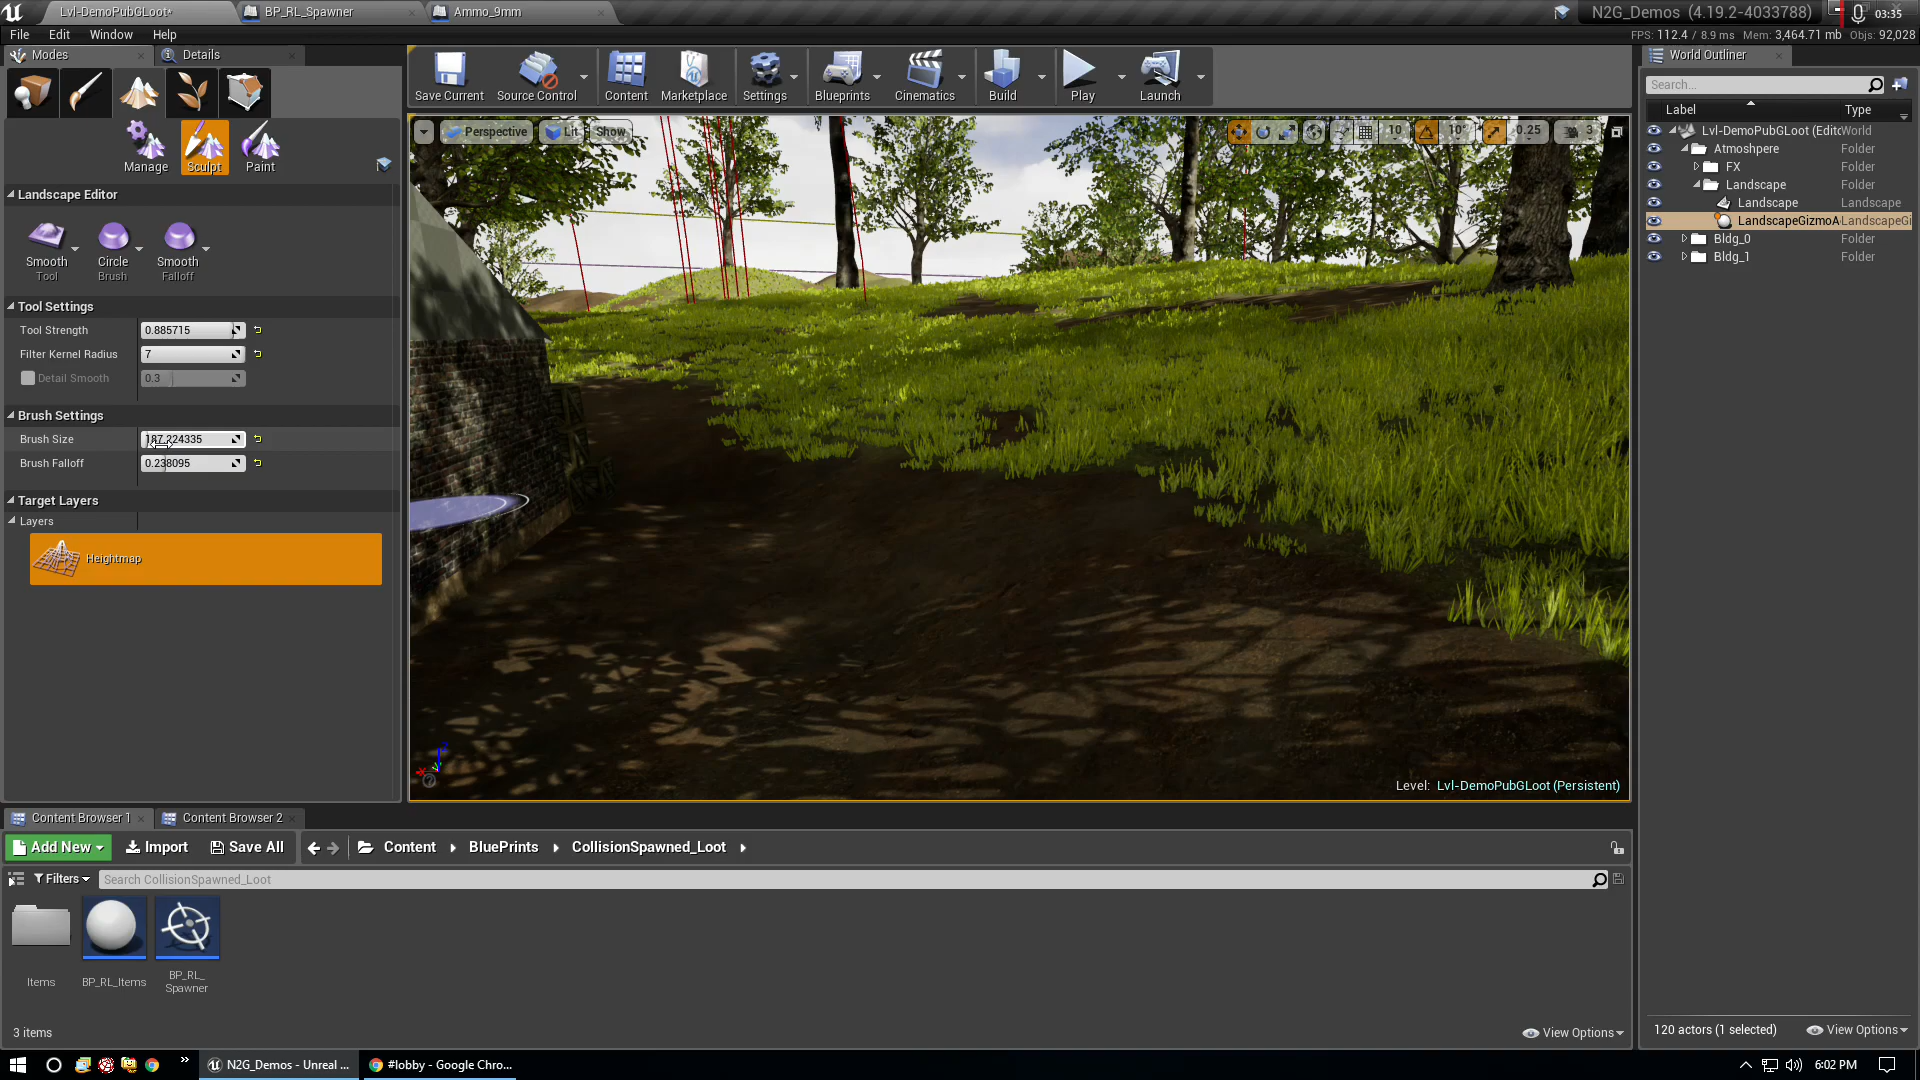 Lvl-DemoPubGLoot*
BP_RL_Spawner
Ammo_9mm
N2G_Demos (4.19.2-4033788)
03:35
File Edit Window Help
FPS: 112.4 / 8.9 ms Mem: 3,464.71 mb Objs: 92,028
Modes
Details
World Outliner
Save Current
Source Control
Content
Marketplace
Settings
Blueprints
Cinematics
Build
Play
Launch
Search...
Label
Type
Perspective
Lit
Show
10
10°
0.25
3
Lvl-DemoPubGLoot (Edito World
Atmoshpere Folder
FX Folder
Landscape Folder
Landscape Landscape
LandscapeGizmoA LandscapeGi
Bldg_0 Folder
Bldg_1 Folder
Manage
Sculpt
Paint
Landscape Editor
Smooth
Tool
Circle
Brush
Smooth
Falloff
Tool Settings
Tool Strength 0.885715
Filter Kernel Radius 7
Detail Smooth 0.3
Brush Settings
Brush Size 187.224335
Brush Falloff 0.238095
Target Layers
Layers
Heightmap
Level: Lvl-DemoPubGLoot (Persistent)
Content Browser 1
Content Browser 2
Add New
Import
Save All
Content
BluePrints
CollisionSpawned_Loot
Filters
Search CollisionSpawned_Loot
Items
BP_RL_Items
BP_RL_
Spawner
3 items
View Options
120 actors (1 selected)
View Options
N2G_Demos - Unreal ...
#lobby - Google Chro...
6:02 PM